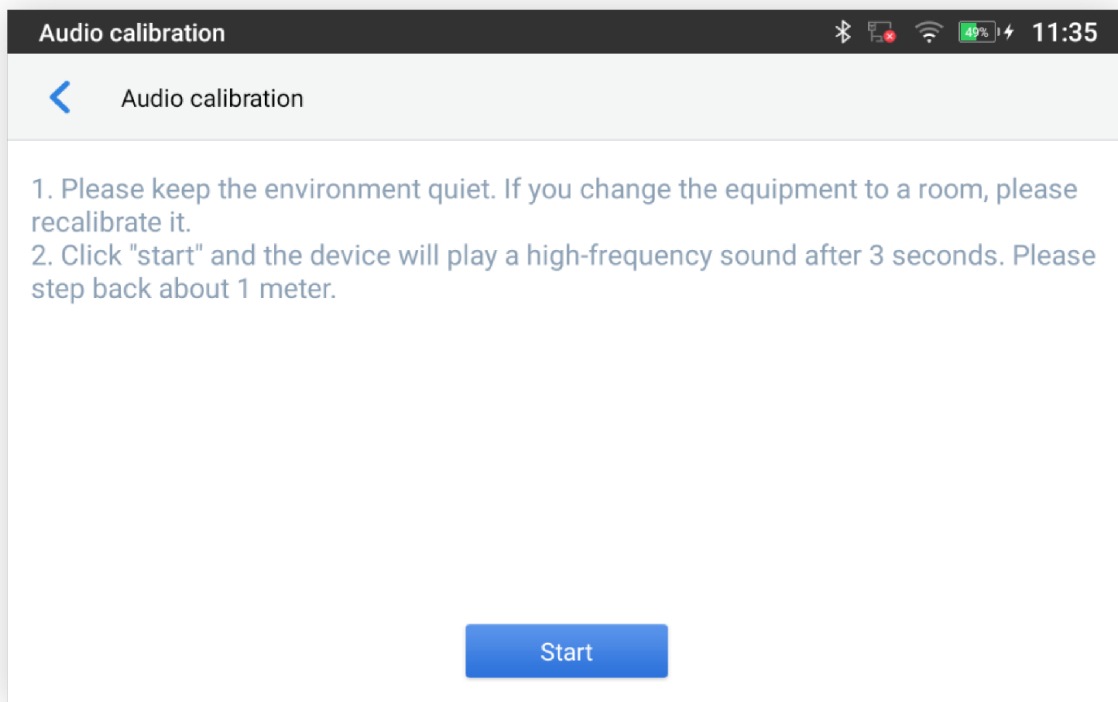 Audio calibration 49% 11:35
Audio calibration
1. Please keep the environment quiet. If you change the equipment to a room, please
recalibrate it.
2. Click "start" and the device will play a high-frequency sound after 3 seconds. Please
step back about 1 meter.
Start